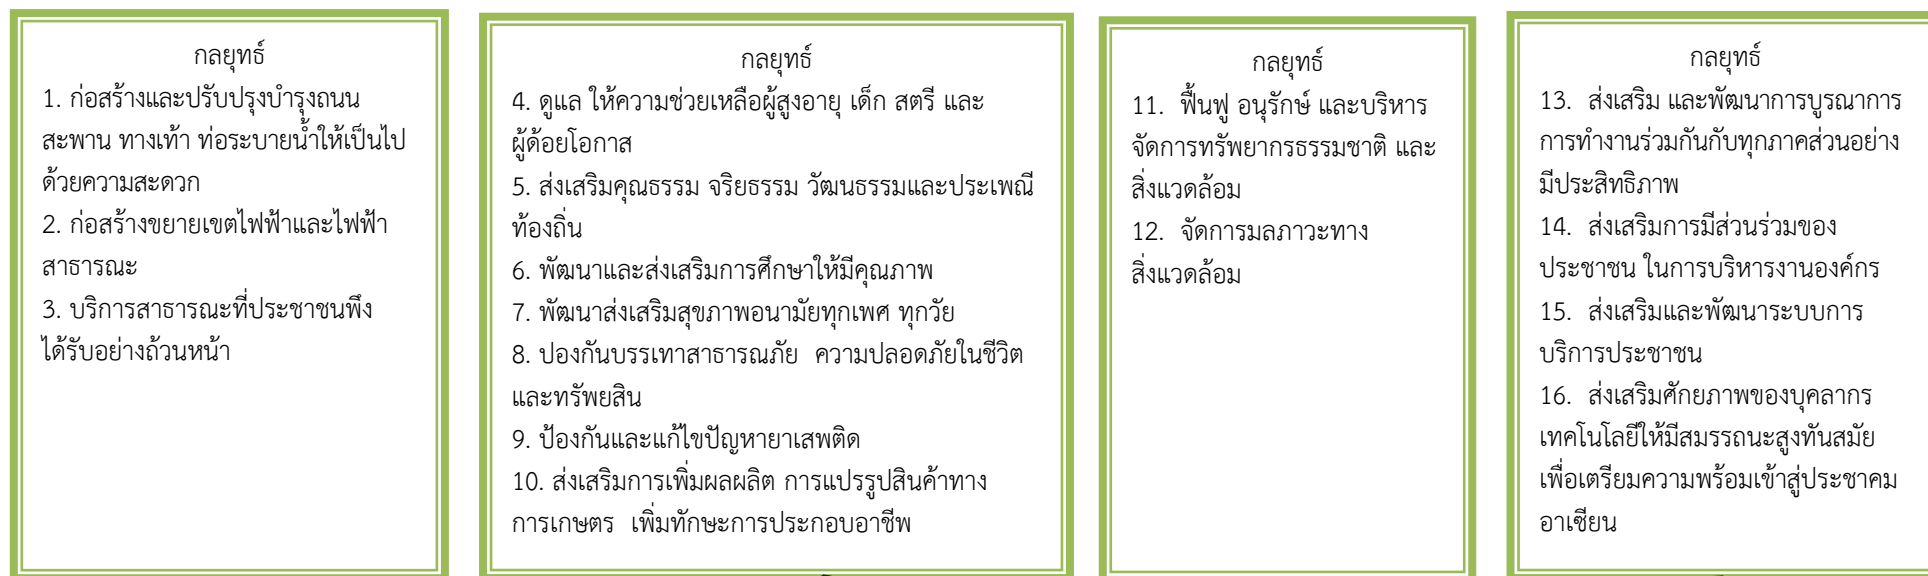 กลยุทธ์
1. ก่อสร้างและปรับปรุงบำรุงถนน
สะพาน ทางเท้า ท่อระบายน้ำให้เป็นไป
ด้วยความสะดวก
2. ก่อสร้างขยายเขตไฟฟ้าและไฟฟ้า
สาธารณะ
3. บริการสาธารณะที่ประชาชนพึง
ได้รับอย่างถ้วนหน้า
กลยุทธ์
4. ดูแล ให้ความช่วยเหลือผู้สูงอายุ เด็ก สตรี และ
ผู้ด้อยโอกาส
5. ส่งเสริมคุณธรรม จริยธรรม วัฒนธรรมและประเพณี
ท้องถิ่น
6. พัฒนาและส่งเสริมการศึกษาให้มีคุณภาพ
7. พัฒนาส่งเสริมสุขภาพอนามัยทุกเพศ ทุกวัย
8. ปองกันบรรเทาสาธารณภัย ความปลอดภัยในชีวิต
และทรัพยสิน
9. ป้องกันและแก้ไขปัญหายาเสพติด
10. ส่งเสริมการเพิ่มผลผลิต การแปรรูปสินค้าทาง
การเกษตร เพิ่มทักษะการประกอบอาชีพ
กลยุทธ์
11. ฟื้นฟู อนุรักษ์ และบริหาร
จัดการทรัพยากรธรรมชาติ และ
สิ่งแวดล้อม
12. จัดการมลภาวะทาง
สิ่งแวดล้อม
กลยุทธ์
13. ส่งเสริม และพัฒนาการบูรณาการ
การทำงานร่วมกันกับทุกภาคส่วนอย่าง
มีประสิทธิภาพ
14. ส่งเสริมการมีส่วนร่วมของ
ประชาชน ในการบริหารงานองค์กร
15. ส่งเสริมและพัฒนาระบบการ
บริการประชาชน
16. ส่งเสริมศักยภาพของบุคลากร
เทคโนโลยีให้มีสมรรถนะสูงทันสมัย
เพื่อเตรียมความพร้อมเข้าสู่ประชาคม
อาเซียน